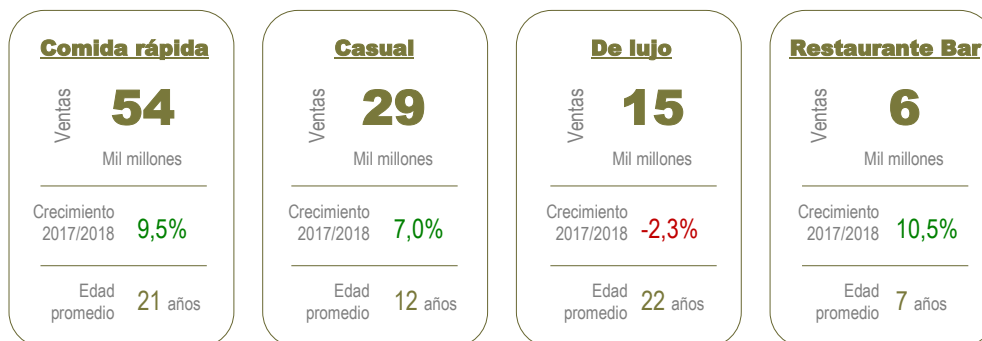 Comida rápida
Ventas
54
Mil millones
Crecimiento
2017/2018 9,5%
Edad
promedio 21 años
Casual
Ventas
29
Mil millones
Crecimiento
2017/2018 7,0%
Edad
promedio 12 años
De lujo
Ventas
15
Mil millones
Crecimiento
2017/2018 -2,3%
Edad
promedio 22 años
Restaurante Bar
Ventas
6
Mil millones
Crecimiento
2017/2018 10,5%
Edad
promedio 7 años